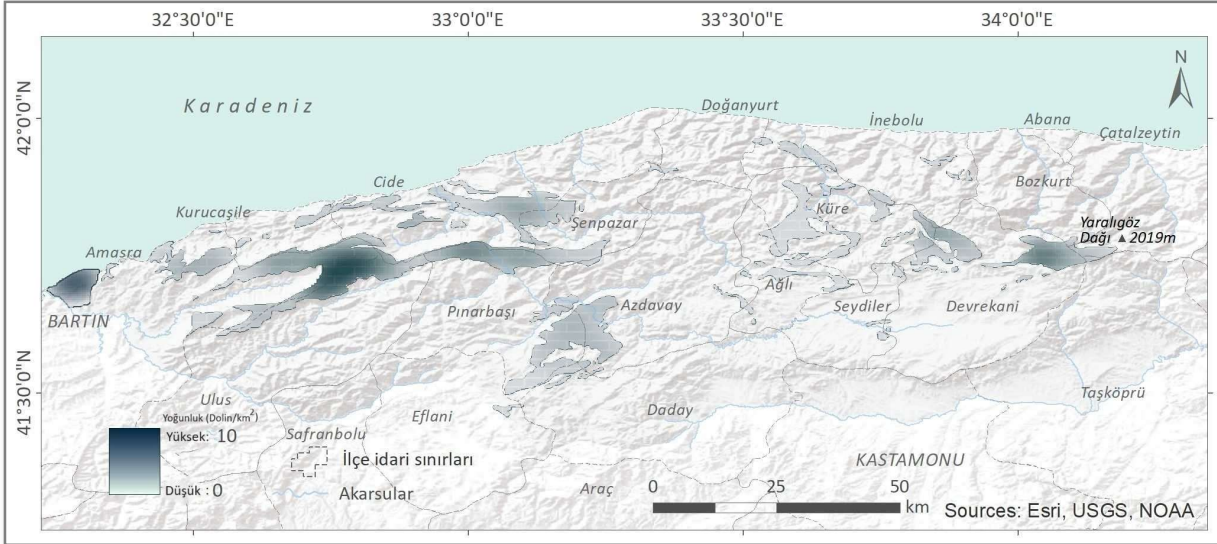 32°30'0"E
33°0'0"E
33°30'0"E
34°0'0"E
N
42°0'0"N
41°30'0"N
Karadeniz
Doğanyurt
İnebolu
Abana
Çatalzeytin
Cide
Bozkurt
Kurucaşile
Küre
Şenpazar
Yaralıgöz
Dağı ▲ 2019m
Amasra
Ağlı
BARTIN
Pınarbaşı
Azdavay
Seydiler
Devrekani
Ulus
Eflani
Daday
Taşköprü
Safranbolu
KASTAMONU
Araç
Yoğunluk (Dolin/km²)
Yüksek: 10
Düşük : 0
İlçe idari sınırları
Akarsular
0 25 50
km
Sources: Esri, USGS, NOAA